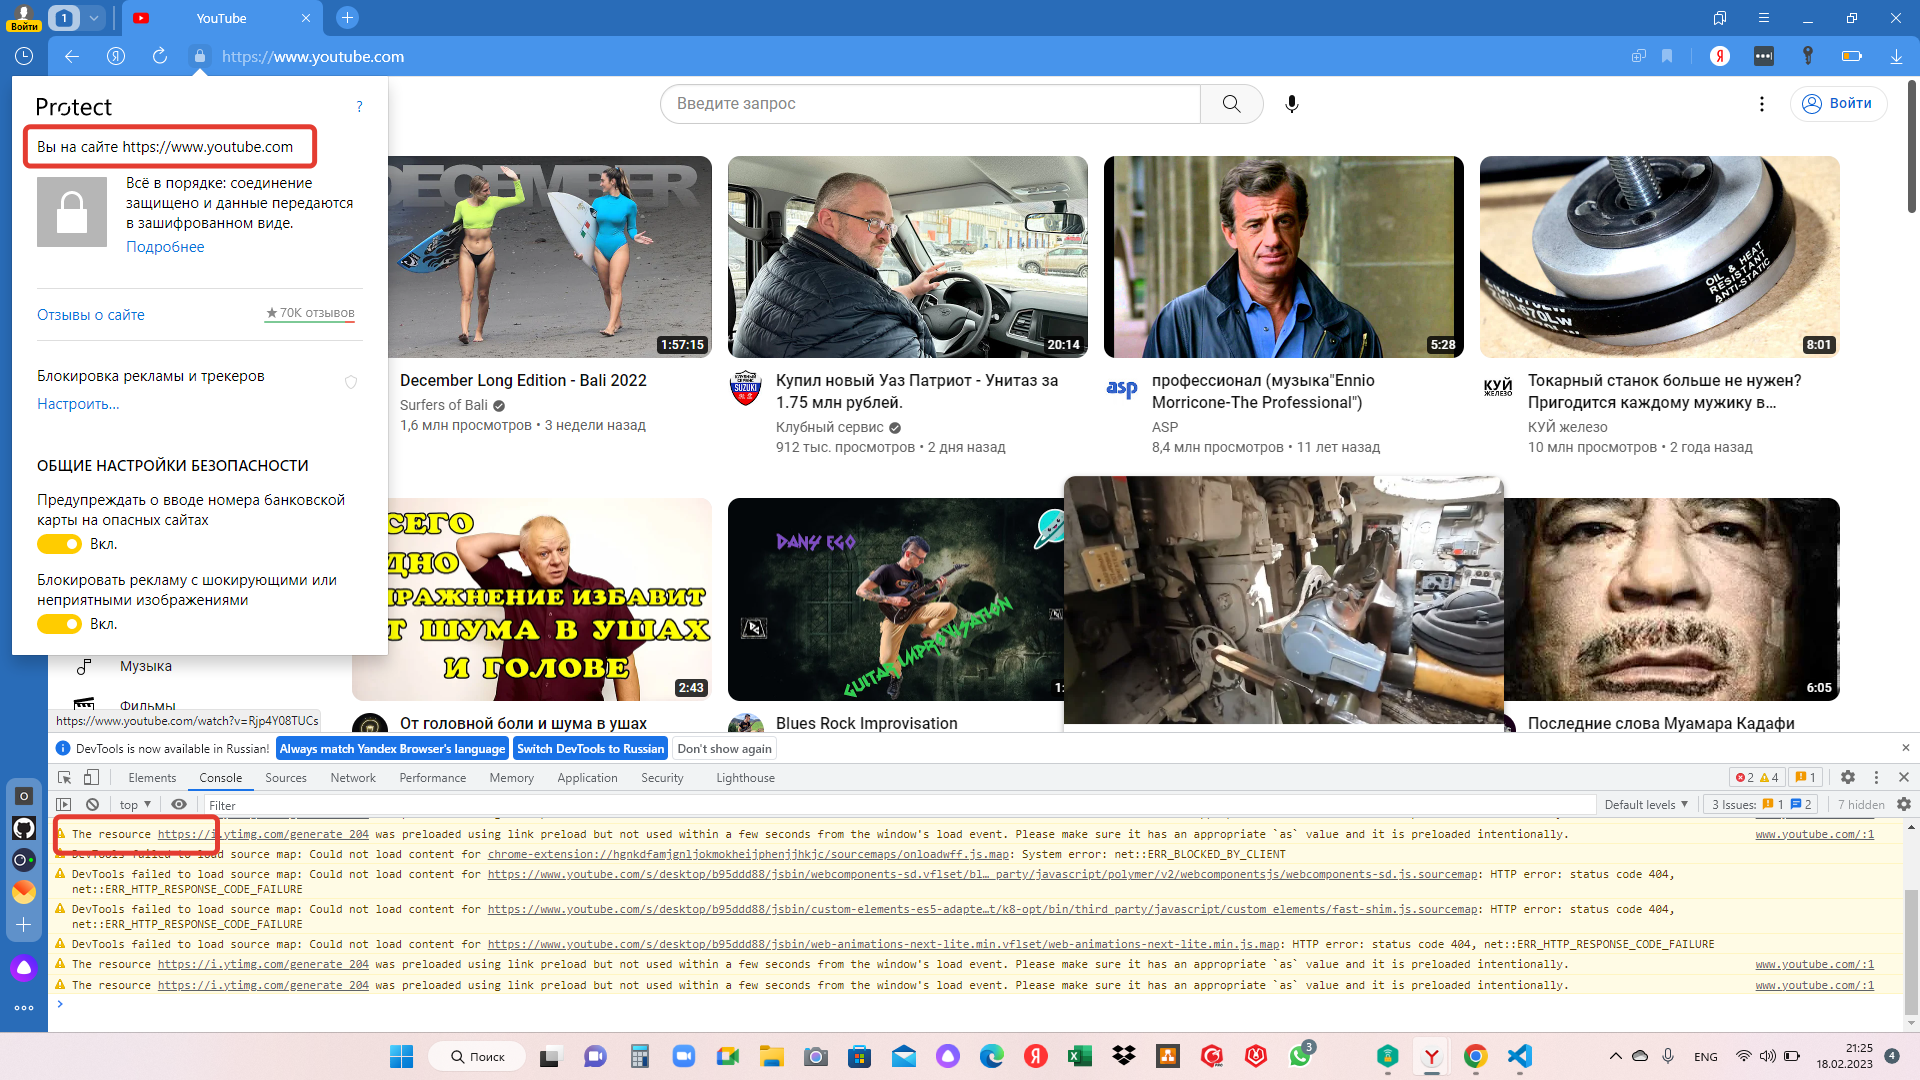 Войти
1
YouTube
https://www.youtube.com
Protect
?
Вы на сайте https://www.youtube.com
Всё в порядке: соединение
защищено и данные передаются
в зашифрованном виде.
Подробнее
Отзывы о сайте
★ 70K отзывов
Блокировка рекламы и трекеров
Настроить...
ОБЩИЕ НАСТРОЙКИ БЕЗОПАСНОСТИ
Предупреждать о вводе номера банковской
карты на опасных сайтах
Вкл.
Блокировать рекламу с шокирующими или
неприятными изображениями
Вкл.
Музыка
Фильмы
https://www.youtube.com/watch?v=Rjp4Y08TUCs
Введите запрос
Войти
DECEMBER
1:57:15
December Long Edition - Bali 2022
Surfers of Bali
1,6 млн просмотров • 3 недели назад
20:14
КЛУБНЫЙ СЕРВИС
SUZUKI
Купил новый Уаз Патриот - Унитаз за
1.75 млн рублей.
Клубный сервис
912 тыс. просмотров • 2 дня назад
5:28
asp
профессионал (музыка"Ennio
Morricone-The Professional")
ASP
8,4 млн просмотров • 11 лет назад
OIL & HEAT
RESISTANT
ANTI-STATIC
8:01
КУЙ
ЖЕЛЕЗО
Токарный станок больше не нужен?
Пригодится каждому мужику в...
КУЙ железо
10 млн просмотров • 2 года назад
СЕГО
ДНО
ПРАЖНЕНИЕ ИЗБАВИТ
Т ШУМА В УШАХ
И ГОЛОВЕ
2:43
От головной боли и шума в ушах
DANY EGO
GUITAR IMPROVISATION
1:
Blues Rock Improvisation
6:05
Последние слова Муамара Кадафи
DevTools is now available in Russian!
Always match Yandex Browser's language
Switch DevTools to Russian
Don't show again
Elements
Console
Sources
Network
Performance
Memory
Application
Security
Lighthouse
2
4
1
top
Filter
Default levels
3 Issues:
1
2
7 hidden
The resource https://i.ytimg.com/generate_204 was preloaded using link preload but not used within a few seconds from the window's load event. Please make sure it has an appropriate `as` value and it is preloaded intentionally.
www.youtube.com/:1
DevTools failed to load source map: Could not load content for chrome-extension://hgnkdfamjgnljokmokheijphenjjhkjc/sourcemaps/onloadwff.js.map: System error: net::ERR_BLOCKED_BY_CLIENT
DevTools failed to load source map: Could not load content for https://www.youtube.com/s/desktop/b95ddd88/jsbin/webcomponents-sd.vflset/bl… party/javascript/polymer/v2/webcomponentsjs/webcomponents-sd.js.sourcemap: HTTP error: status code 404,
net::ERR_HTTP_RESPONSE_CODE_FAILURE
DevTools failed to load source map: Could not load content for https://www.youtube.com/s/desktop/b95ddd88/jsbin/custom-elements-es5-adapte…t/k8-opt/bin/third_party/javascript/custom_elements/fast-shim.js.sourcemap: HTTP error: status code 404,
net::ERR_HTTP_RESPONSE_CODE_FAILURE
DevTools failed to load source map: Could not load content for https://www.youtube.com/s/desktop/b95ddd88/jsbin/web-animations-next-lite.min.vflset/web-animations-next-lite.min.js.map: HTTP error: status code 404, net::ERR_HTTP_RESPONSE_CODE_FAILURE
The resource https://i.ytimg.com/generate_204 was preloaded using link preload but not used within a few seconds from the window's load event. Please make sure it has an appropriate `as` value and it is preloaded intentionally.
www.youtube.com/:1
The resource https://i.ytimg.com/generate_204 was preloaded using link preload but not used within a few seconds from the window's load event. Please make sure it has an appropriate `as` value and it is preloaded intentionally.
www.youtube.com/:1
Поиск
3
ENG
21:25
18.02.2023
4